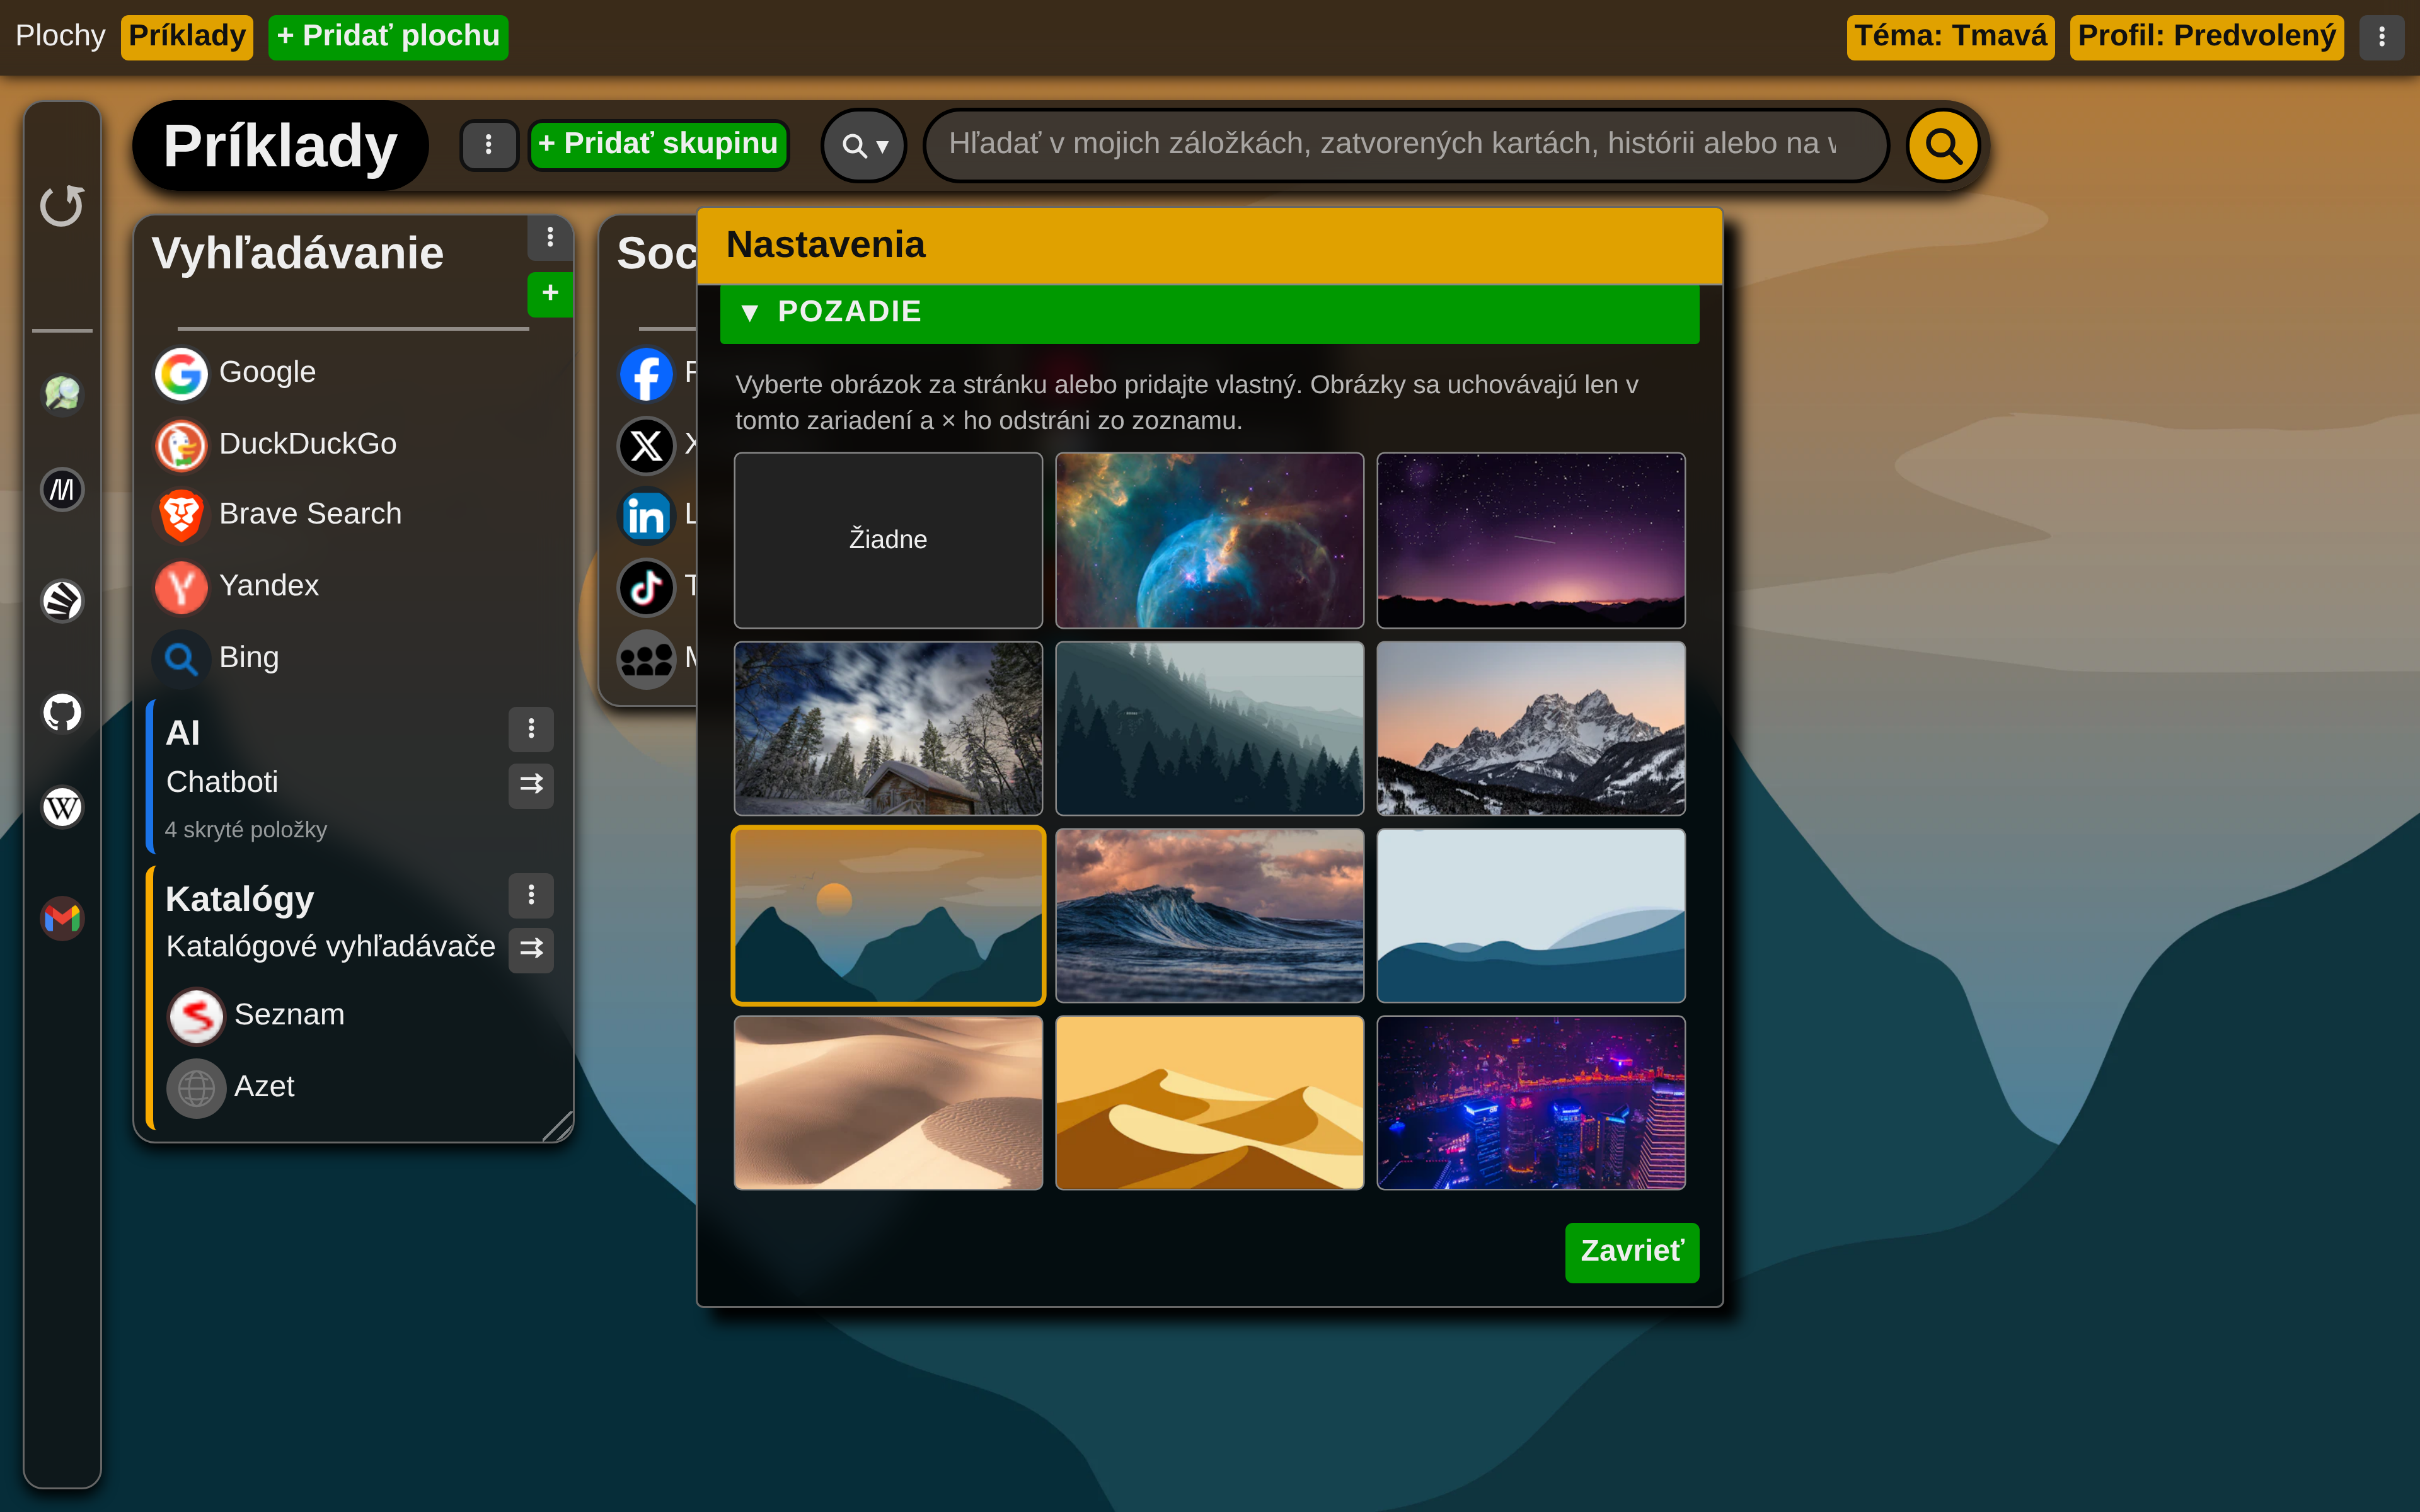 Plochy Príklady + Pridať plochu Téma: Tmavá Profil: Predvolený
Príklady + Pridať skupinu Hľadať v mojich záložkách, zatvorených kartách, histórii alebo na
Vyhľadávanie
+
Google
DuckDuckGo
Brave Search
Yandex
Bing
AI
Chatboti
4 skryté položky
Katalógy
Katalógové vyhľadávače
Seznam
Azet
Soc
Nastavenia
▼ POZADIE
Vyberte obrázok za stránku alebo pridajte vlastný. Obrázky sa uchovávajú len v
tomto zariadení a × ho odstráni zo zoznamu.
Žiadne
Zavrieť